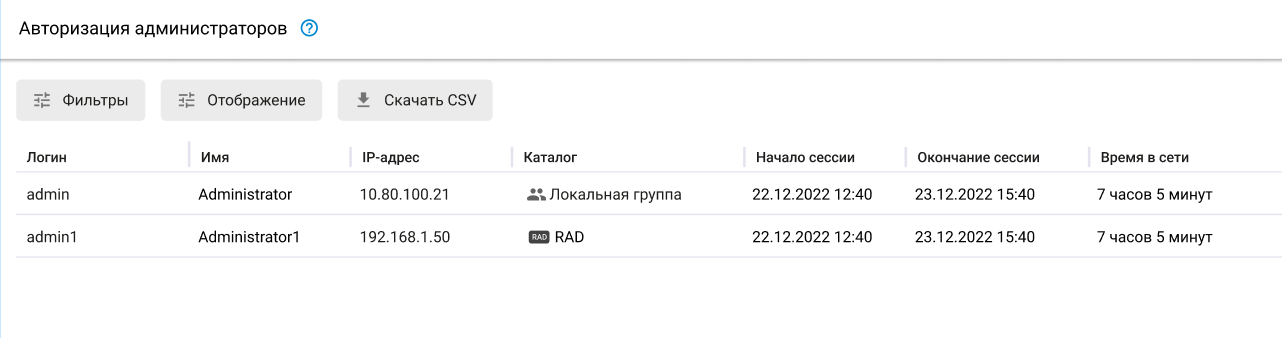 Авторизация администраторов ?
Фильтры Отображение Скачать CSV
Логин Имя IP-адрес Каталог Начало сессии Окончание сессии Время в сети
admin Administrator 10.80.100.21 Локальная группа 22.12.2022 12:40 23.12.2022 15:40 7 часов 5 минут
admin1 Administrator1 192.168.1.50 RAD RAD 22.12.2022 12:40 23.12.2022 15:40 7 часов 5 минут